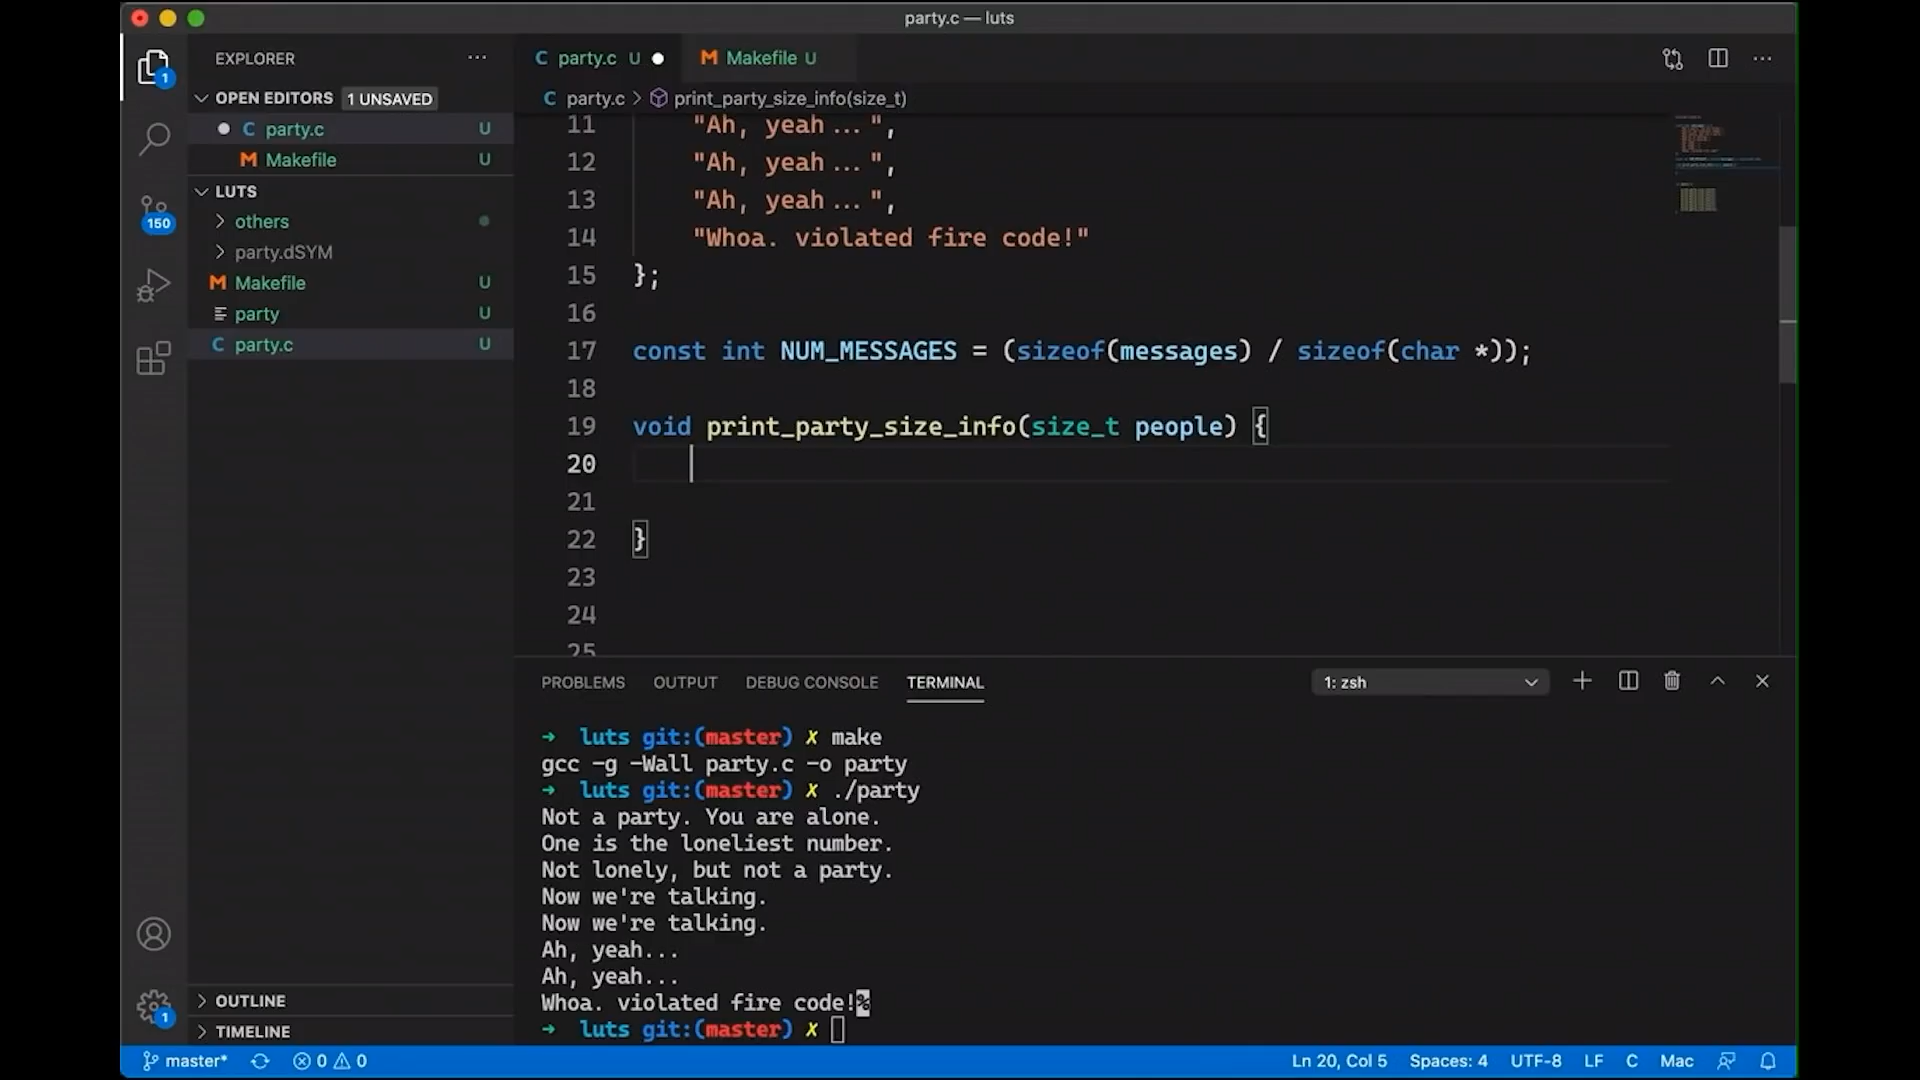 party.c — luts
EXPLORER
OPEN EDITORS 1 UNSAVED
party.c U
Makefile U
LUTS
others
party.dSYM
Makefile U
party U
party.c U
OUTLINE
TIMELINE
1
150
1
party.c U
Makefile U
party.c > print_party_size_info(size_t)
11 "Ah, yeah...",
12 "Ah, yeah...",
13 "Ah, yeah...",
14 "Whoa. violated fire code!"
15 };
16
17 const int NUM_MESSAGES = (sizeof(messages) / sizeof(char *));
18
19 void print_party_size_info(size_t people) {
20
21
22 }
23
24
25
PROBLEMS OUTPUT DEBUG CONSOLE TERMINAL 1: zsh
➜ luts git:(master) ✗ make
gcc -g -Wall party.c -o party
➜ luts git:(master) ✗ ./party
Not a party. You are alone.
One is the loneliest number.
Not lonely, but not a party.
Now we're talking.
Now we're talking.
Ah, yeah...
Ah, yeah...
Whoa. violated fire code!%
➜ luts git:(master) ✗
master* 0 0 Ln 20, Col 5 Spaces: 4 UTF-8 LF C Mac